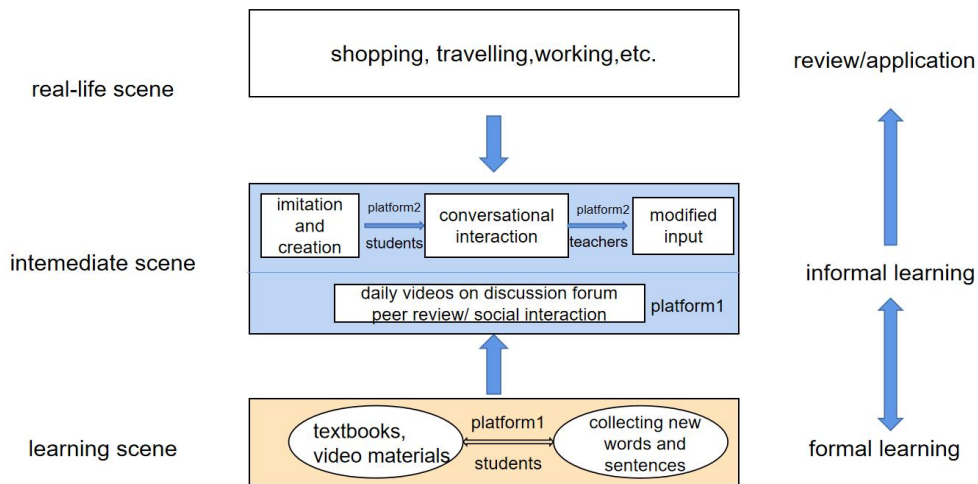 shopping, travelling,working,etc.
real-life scene
review/application
imitation
and
creation
platform2
students
conversational
interaction
platform2
teachers
modified
input
intemediate scene
informal learning
daily videos on discussion forum
peer review/ social interaction
platform1
learning scene
textbooks,
video materials
platform1
students
collecting new
words and
sentences
formal learning